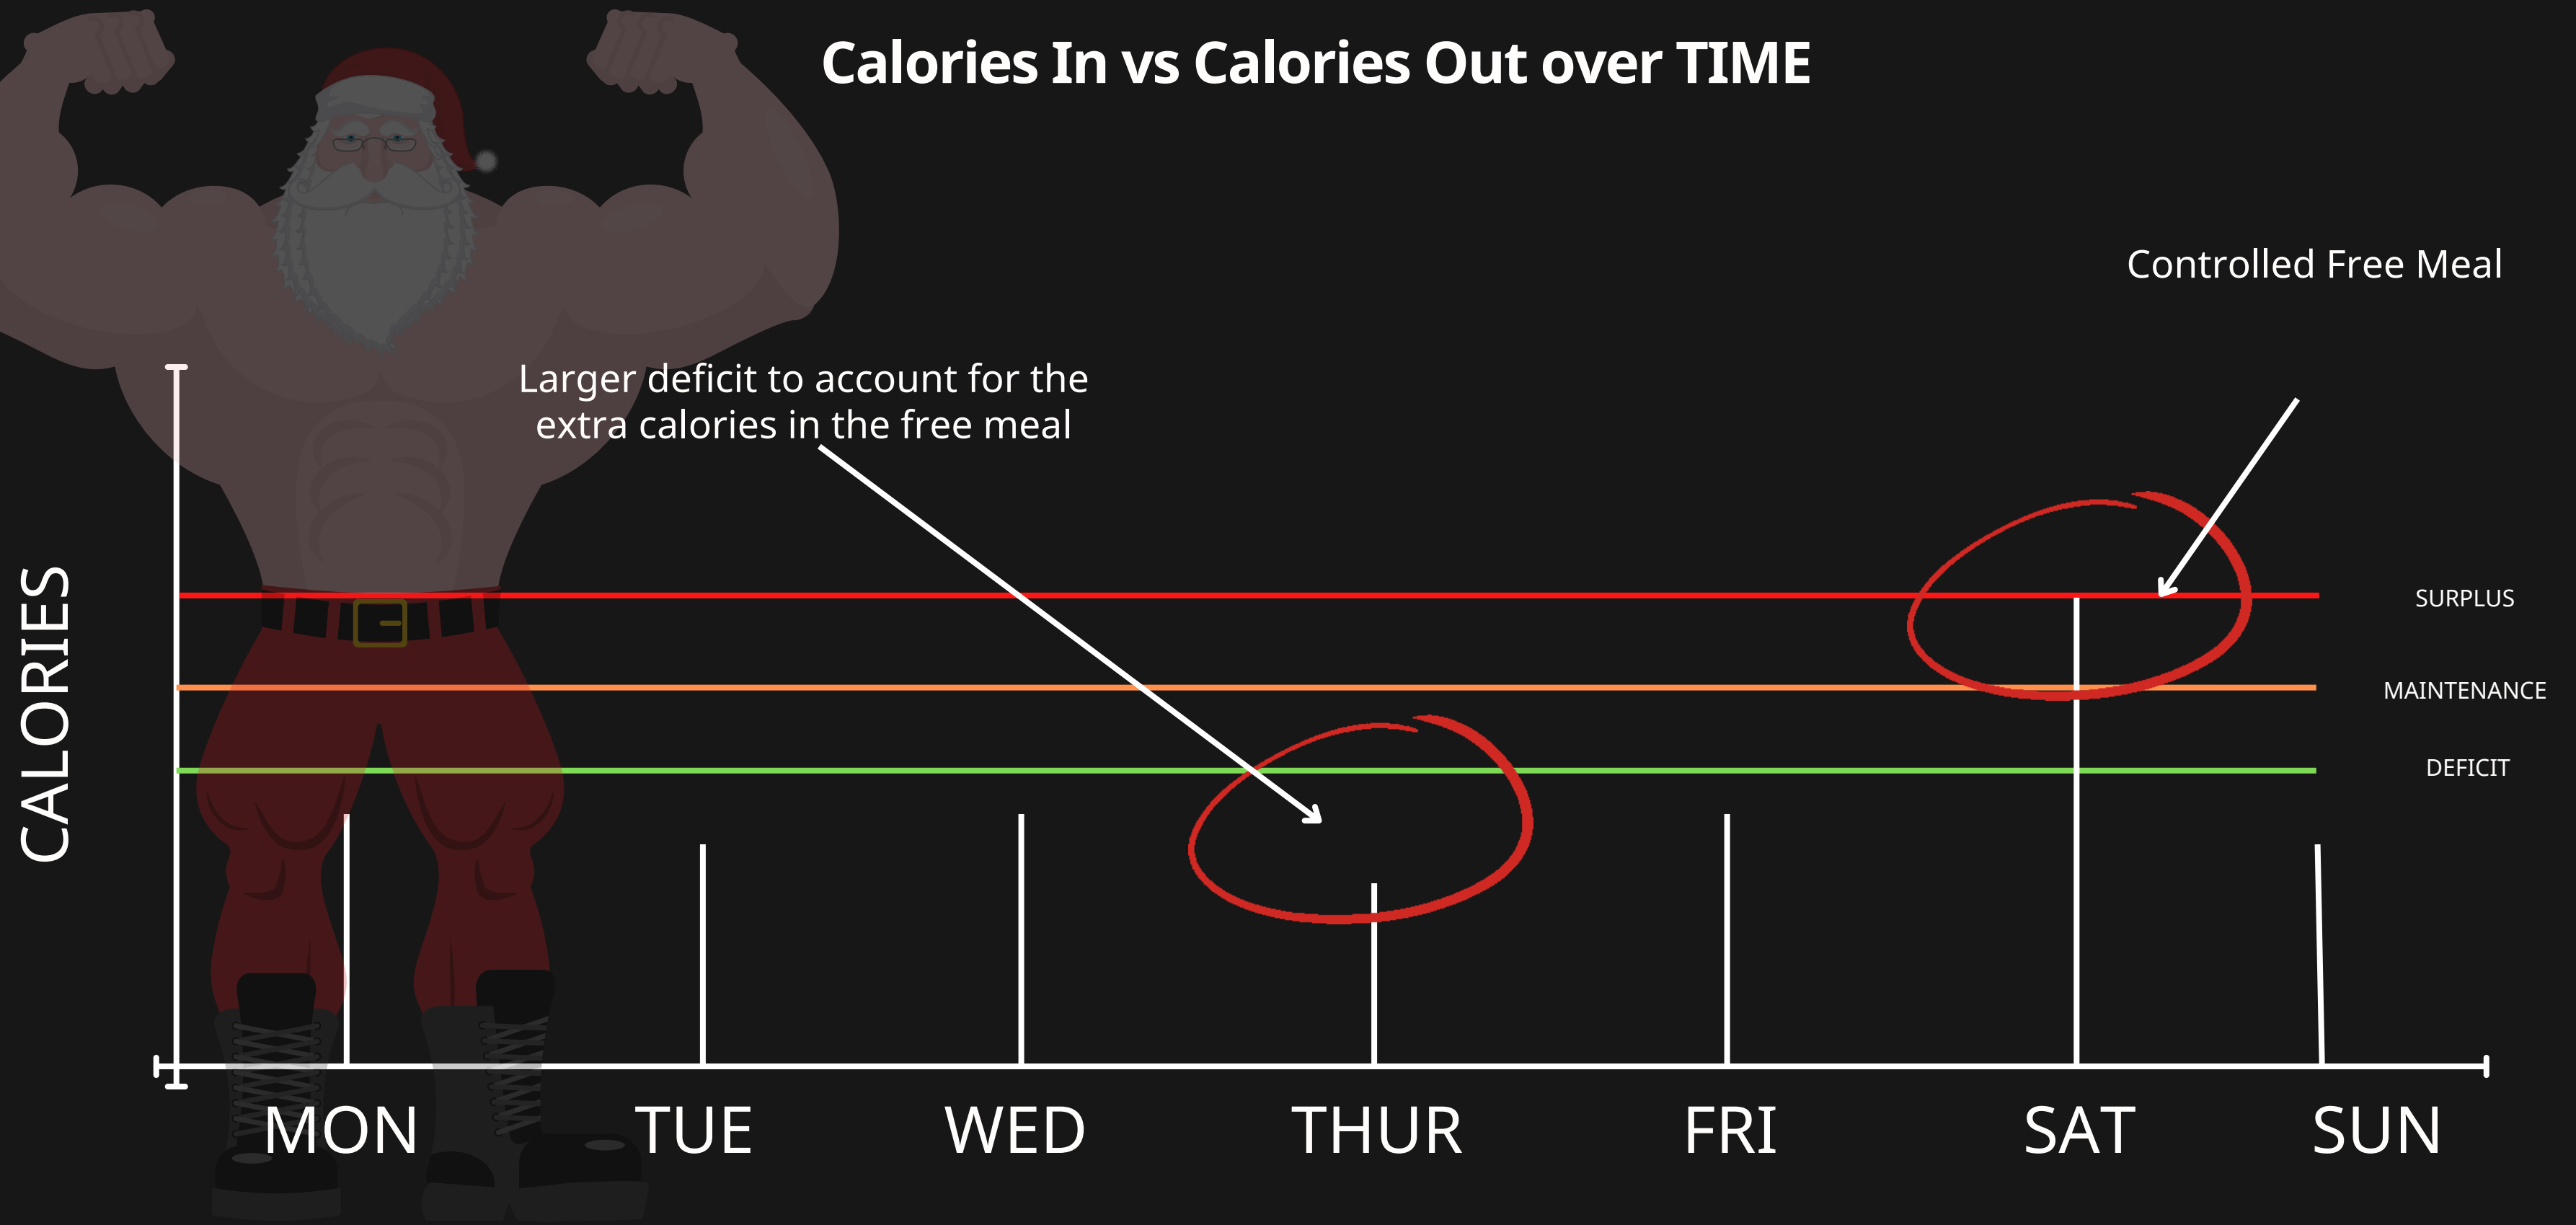 Calories In vs Calories Out over TIME
Controlled Free Meal
Larger deficit to account for the
extra calories in the free meal
CALORIES
SURPLUS
MAINTENANCE
DEFICIT
MON
TUE
WED
THUR
FRI
SAT
SUN